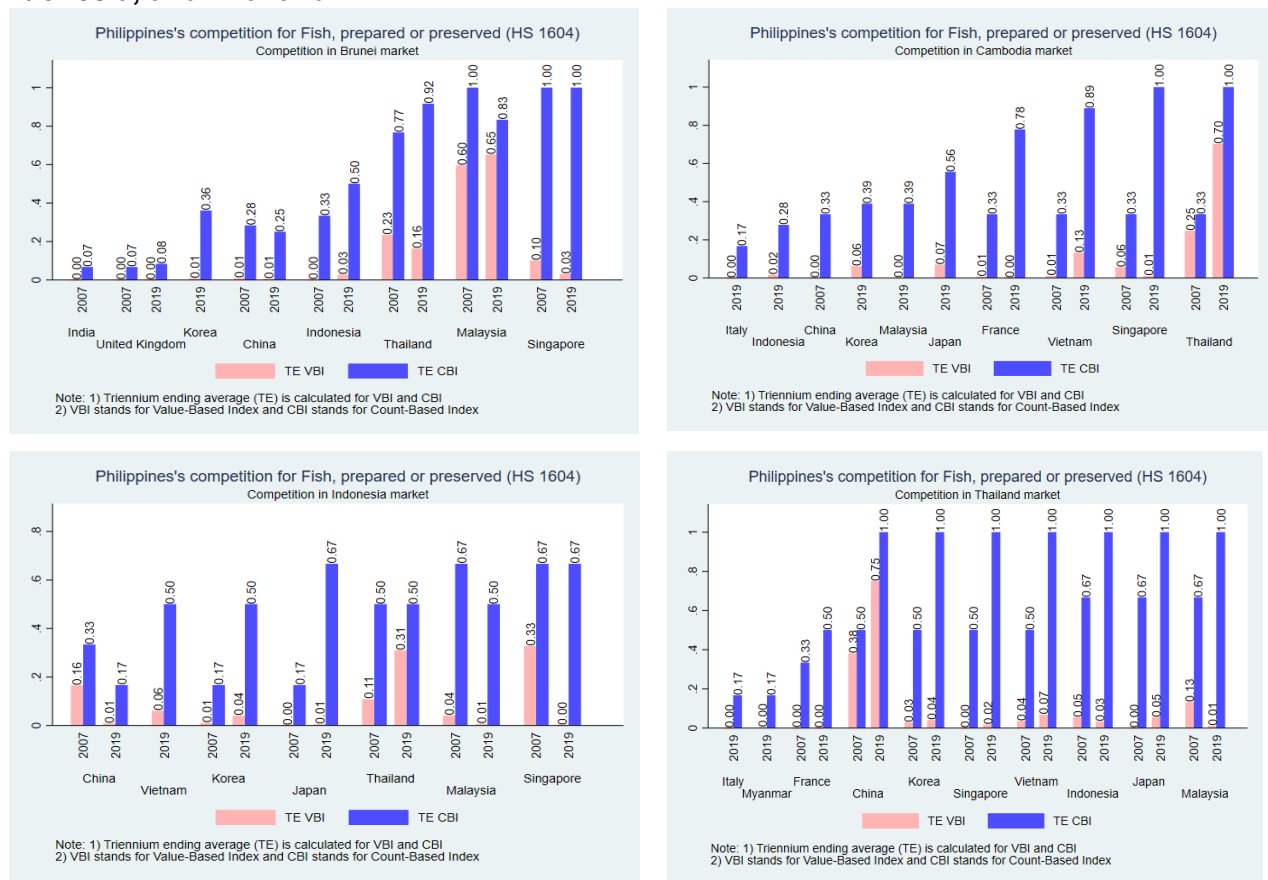 Philippines's competition for Fish, prepared or preserved (HS 1604)
Competition in Brunei market
1
.8
.6
.4
.2
0
0.00 0.07 0.00 0.07 0.00 0.08 0.01 0.36 0.01 0.28 0.01 0.25 0.00 0.33 0.03 0.50 0.23 0.77 0.16 0.92 0.60 1.00 0.65 0.83 0.10 1.00 0.03 1.00
2007 2007 2019 2019 2007 2019 2007 2019 2007 2019 2007 2019 2007 2019
India United Kingdom Korea China Indonesia Thailand Malaysia Singapore
TE VBI TE CBI
Note: 1) Triennium ending average (TE) is calculated for VBI and CBI
2) VBI stands for Value-Based Index and CBI stands for Count-Based Index
Philippines's competition for Fish, prepared or preserved (HS 1604)
Competition in Cambodia market
1
.8
.6
.4
.2
0
0.00 0.17 0.02 0.28 0.00 0.33 0.06 0.39 0.00 0.39 0.07 0.56 0.01 0.33 0.00 0.78 0.01 0.33 0.13 0.89 0.06 0.33 0.01 1.00 0.25 0.33 0.70 1.00
2019 2019 2007 2019 2019 2019 2007 2019 2007 2019 2007 2019 2007 2019
Italy Indonesia China Korea Malaysia Japan France Vietnam Singapore Thailand
TE VBI TE CBI
Note: 1) Triennium ending average (TE) is calculated for VBI and CBI
2) VBI stands for Value-Based Index and CBI stands for Count-Based Index
Philippines's competition for Fish, prepared or preserved (HS 1604)
Competition in Indonesia market
.8
.6
.4
.2
0
0.16 0.33 0.01 0.17 0.06 0.50 0.01 0.17 0.04 0.50 0.00 0.17 0.01 0.67 0.11 0.50 0.31 0.50 0.04 0.67 0.01 0.50 0.33 0.67 0.00 0.67
2007 2019 2019 2007 2019 2007 2019 2007 2019 2007 2019 2007 2019
China Vietnam Korea Japan Thailand Malaysia Singapore
TE VBI TE CBI
Note: 1) Triennium ending average (TE) is calculated for VBI and CBI
2) VBI stands for Value-Based Index and CBI stands for Count-Based Index
Philippines's competition for Fish, prepared or preserved (HS 1604)
Competition in Thailand market
1
.8
.6
.4
.2
0
0.00 0.17 0.00 0.17 0.00 0.33 0.00 0.50 0.38 0.50 0.75 1.00 0.03 0.50 0.04 1.00 0.00 0.50 0.02 1.00 0.04 0.50 0.07 1.00 0.05 0.67 0.03 1.00 0.00 0.67 0.05 1.00 0.13 0.67 0.01 1.00
2019 2019 2007 2019 2007 2019 2007 2019 2007 2019 2007 2019 2007 2019 2007 2019 2007 2019
Italy Myanmar France China Korea Singapore Vietnam Indonesia Japan Malaysia
TE VBI TE CBI
Note: 1) Triennium ending average (TE) is calculated for VBI and CBI
2) VBI stands for Value-Based Index and CBI stands for Count-Based Index